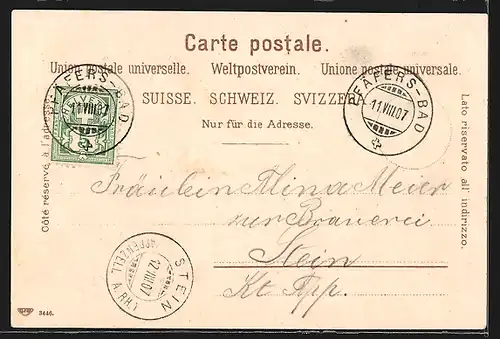 Carte postale.
Union postale universelle. Weltpostverein. Unione postale universale.
SUISSE. SCHWEIZ. SVIZZERA.
Nur für die Adresse.
Côté réservé à l'adresse.
Lato riservato all' indirizzo.
PFÄFERS-BAD
11.VIII.07
PFÄFERS-BAD
11.VIII.07
Fräulein Mina Meier
zur Brauerei
Stein
Kt. App.
STEIN
12.VIII.07
(APPENZELL A.RH.)
3446.